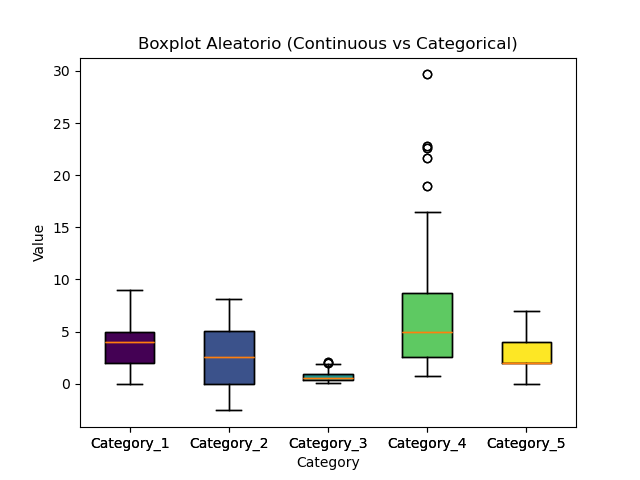 Boxplot Aleatorio (Continuous vs Categorical)
30
25
20
15
10
5
0
Value
Category_1 Category_2 Category_3 Category_4 Category_5
Category